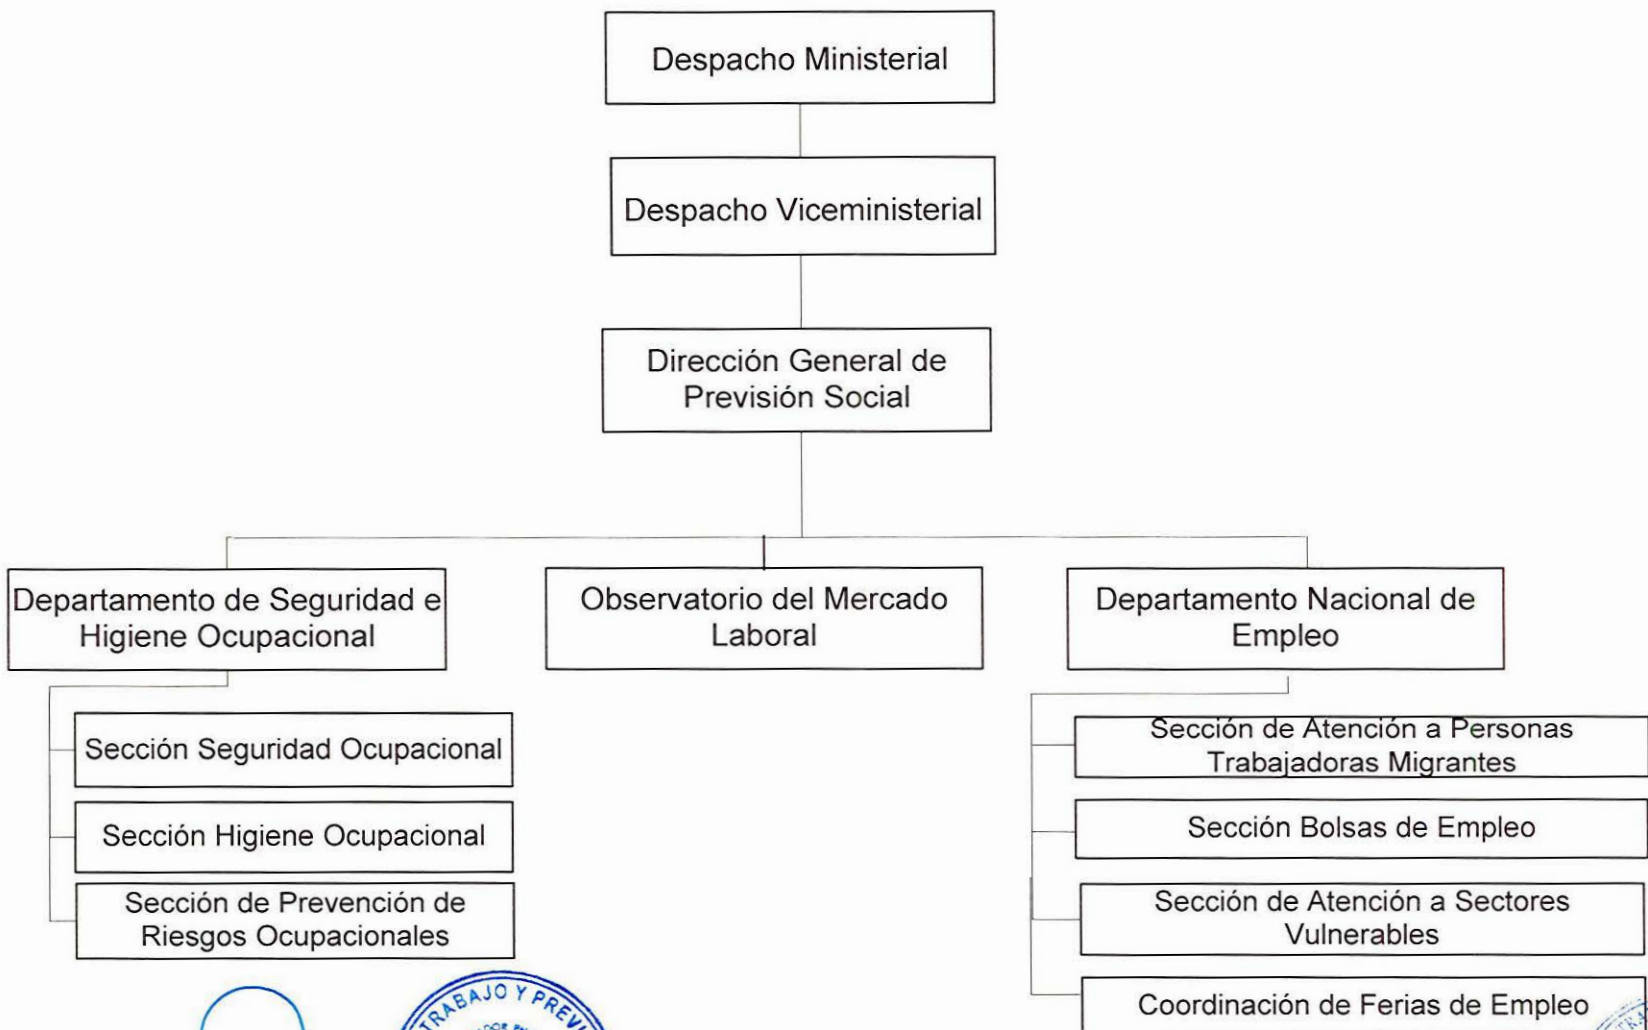 Despacho Ministerial
Despacho Viceministerial
Dirección General de
Previsión Social
Departamento de Seguridad e
Higiene Ocupacional
Observatorio del Mercado
Laboral
Departamento Nacional de
Empleo
Sección Seguridad Ocupacional
Sección Higiene Ocupacional
Sección de Prevención de
Riesgos Ocupacionales
Sección de Atención a Personas
Trabajadoras Migrantes
Sección Bolsas de Empleo
Sección de Atención a Sectores
Vulnerables
Coordinación de Ferias de Empleo
TRABAJO Y PREVI